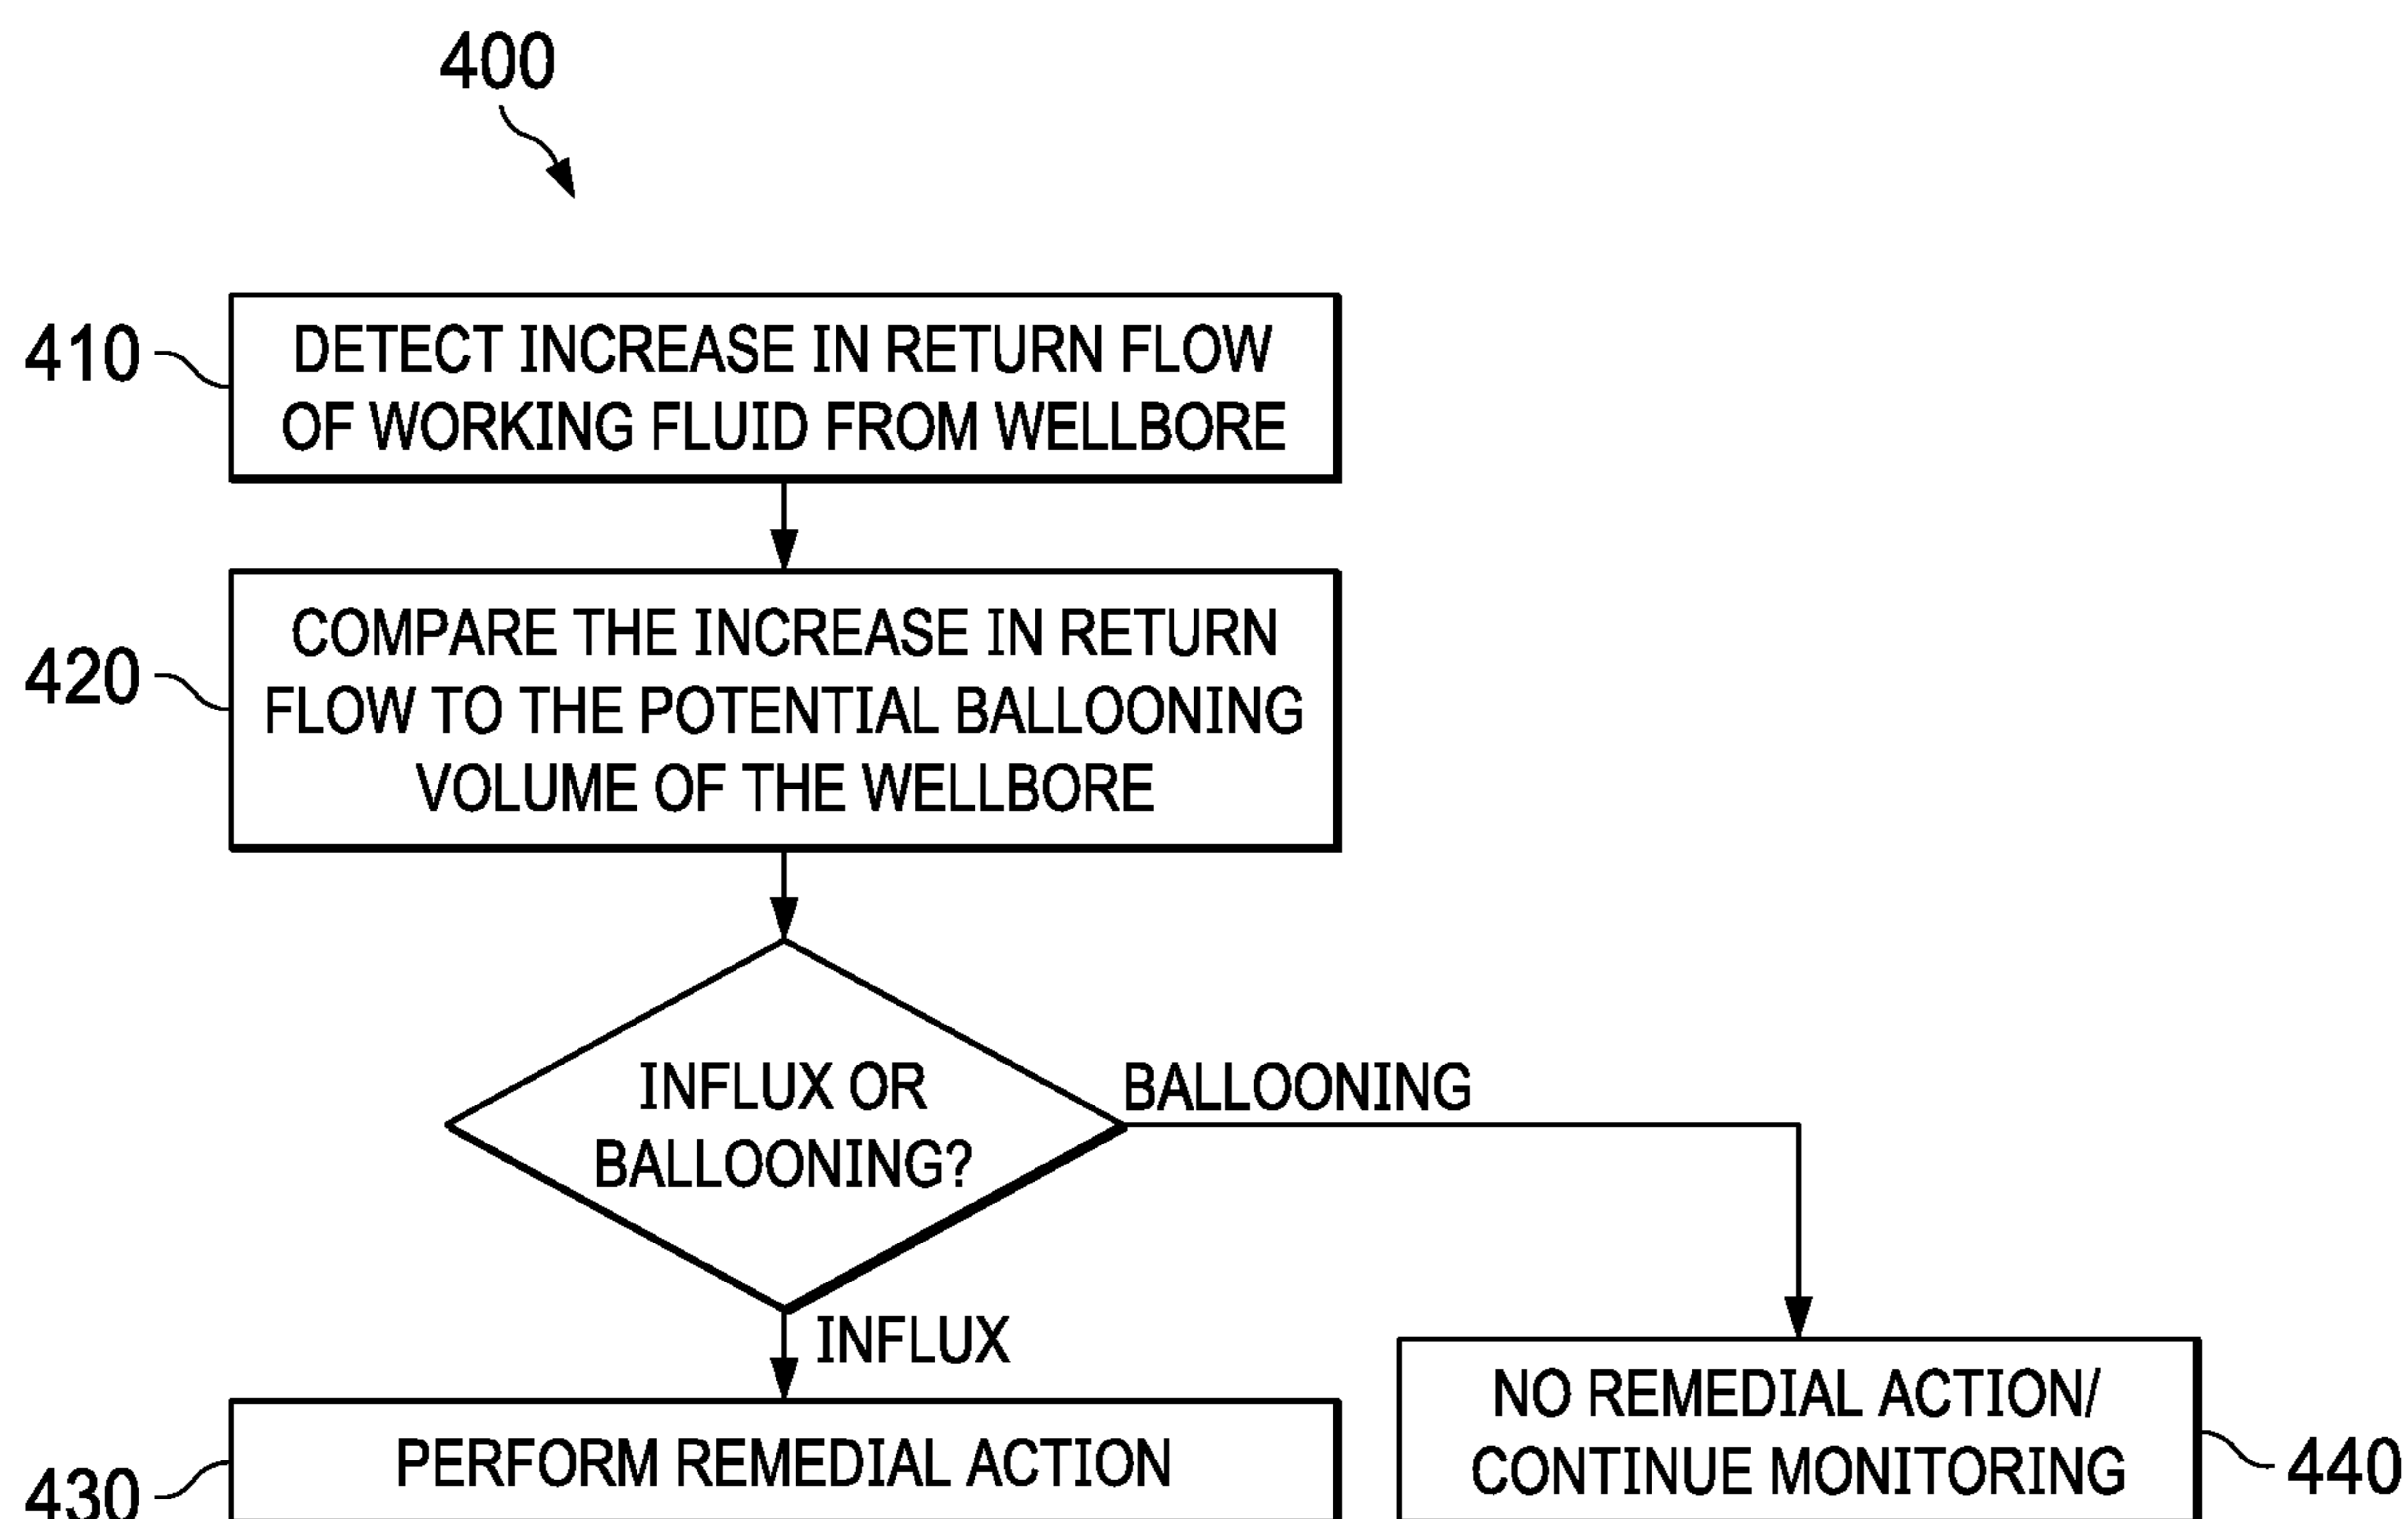 400
410
DETECT INCREASE IN RETURN FLOW
OF WORKING FLUID FROM WELLBORE
420
COMPARE THE INCREASE IN RETURN
FLOW TO THE POTENTIAL BALLOONING
VOLUME OF THE WELLBORE
INFLUX OR
BALLOONING?
BALLOONING
INFLUX
430
PERFORM REMEDIAL ACTION
NO REMEDIAL ACTION/
CONTINUE MONITORING
440